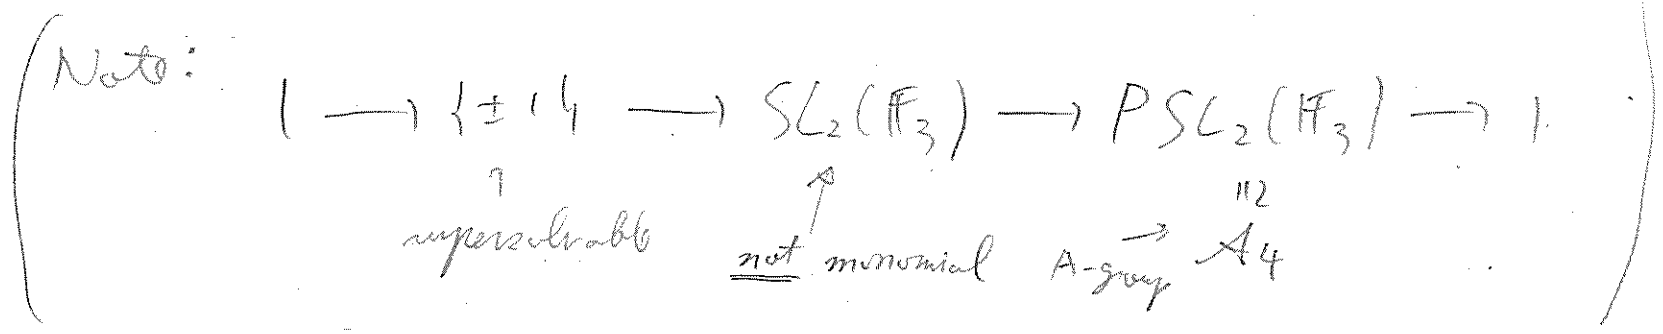 (Note:
1 → {±1} → SL₂(𝔽₃) → PSL₂(𝔽₃) → 1.
↑ ↑ ≅
supersolvable not monomial A-group → A₄ )